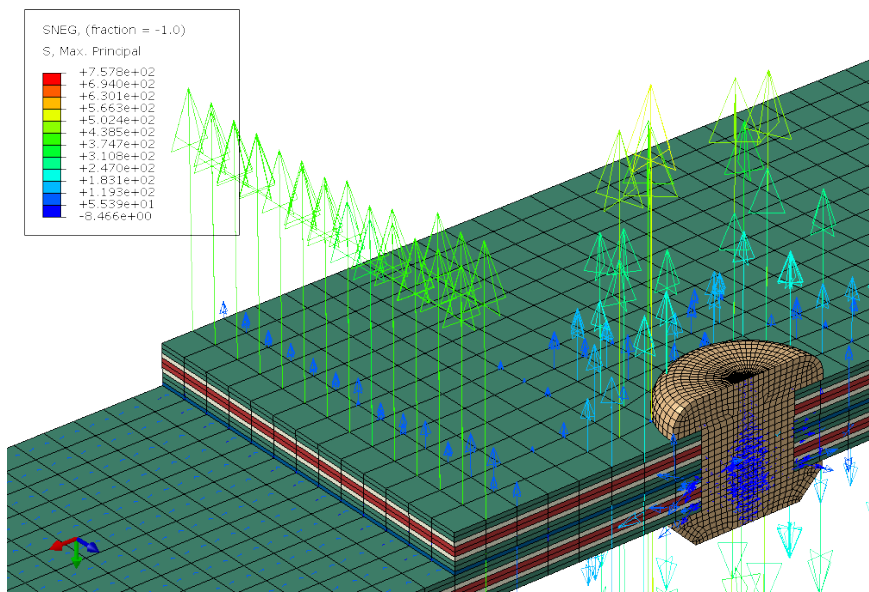 SNEG, (fraction = -1.0)
S, Max. Principal
+7.578e+02
+6.940e+02
+6.301e+02
+5.663e+02
+5.024e+02
+4.385e+02
+3.747e+02
+3.108e+02
+2.470e+02
+1.831e+02
+1.193e+02
+5.539e+01
-8.466e+00